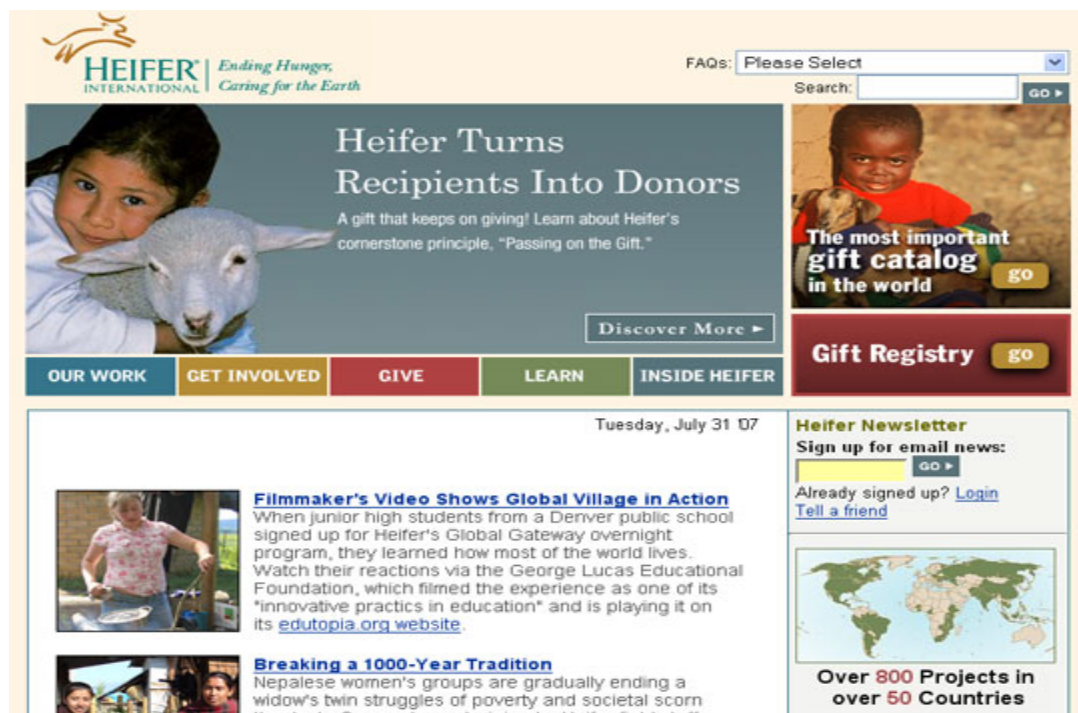 HEIFER®
INTERNATIONAL
Ending Hunger,
Caring for the Earth
FAQs: Please Select
Search:
GO
Heifer Turns
Recipients Into Donors
A gift that keeps on giving! Learn about Heifer's
cornerstone principle, "Passing on the Gift."
Discover More
The most important
gift catalog
in the world
go
Gift Registry go
OUR WORK GET INVOLVED GIVE LEARN INSIDE HEIFER
Tuesday, July 31 '07
Filmmaker's Video Shows Global Village in Action
When junior high students from a Denver public school
signed up for Heifer's Global Gateway overnight
program, they learned how most of the world lives.
Watch their reactions via the George Lucas Educational
Foundation, which filmed the experience as one of its
"innovative practics in education" and is playing it on
its edutopia.org website.
Breaking a 1000-Year Tradition
Nepalese women's groups are gradually ending a
widow's twin struggles of poverty and societal scorn
Heifer Newsletter
Sign up for email news:
GO
Already signed up? Login
Tell a friend
Over 800 Projects in
over 50 Countries